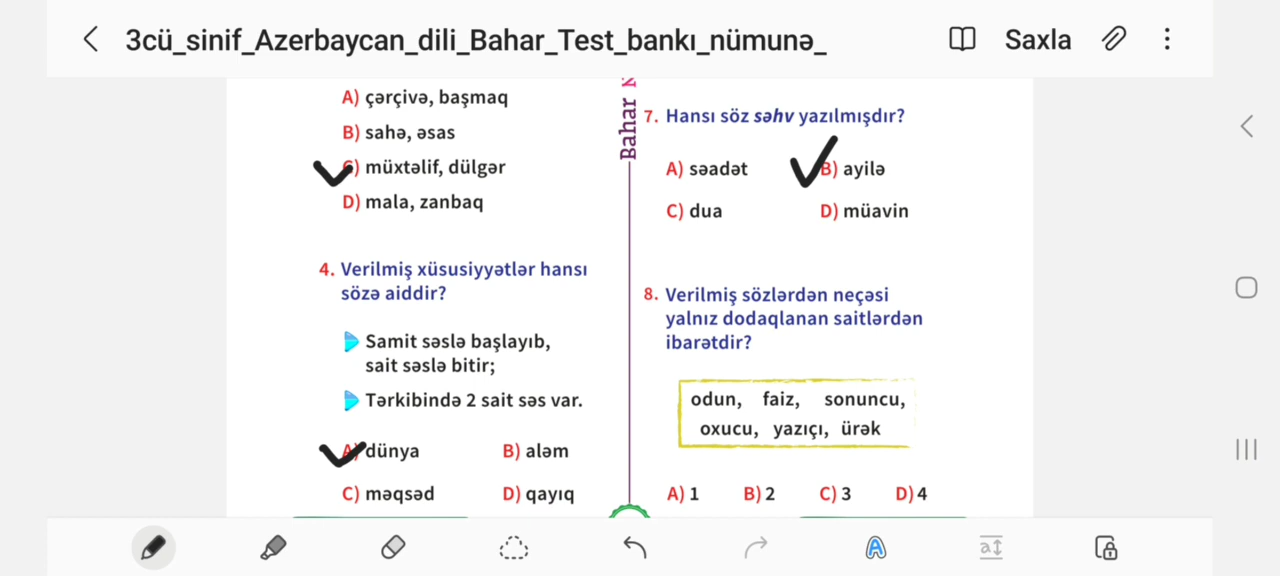 3cü_sinif_Azerbaycan_dili_Bahar_Test_bankı_nümunə_
Saxla
A) çərçivə, başmaq
B) sahə, əsas
C) müxtəlif, dülgər
D) mala, zanbaq
4. Verilmiş xüsusiyyətlər hansı
sözə aiddir?
Samit səslə başlayıb,
sait səslə bitir;
Tərkibində 2 sait səs var.
A) dünya B) aləm
C) məqsəd D) qayıq
Bahar
7. Hansı söz səhv yazılmışdır?
A) səadət B) ayilə
C) dua D) müavin
8. Verilmiş sözlərdən neçəsi
yalnız dodaqlanan saitlərdən
ibarətdir?
odun, faiz, sonuncu,
oxucu, yazıçı, ürək
A) 1 B) 2 C) 3 D) 4